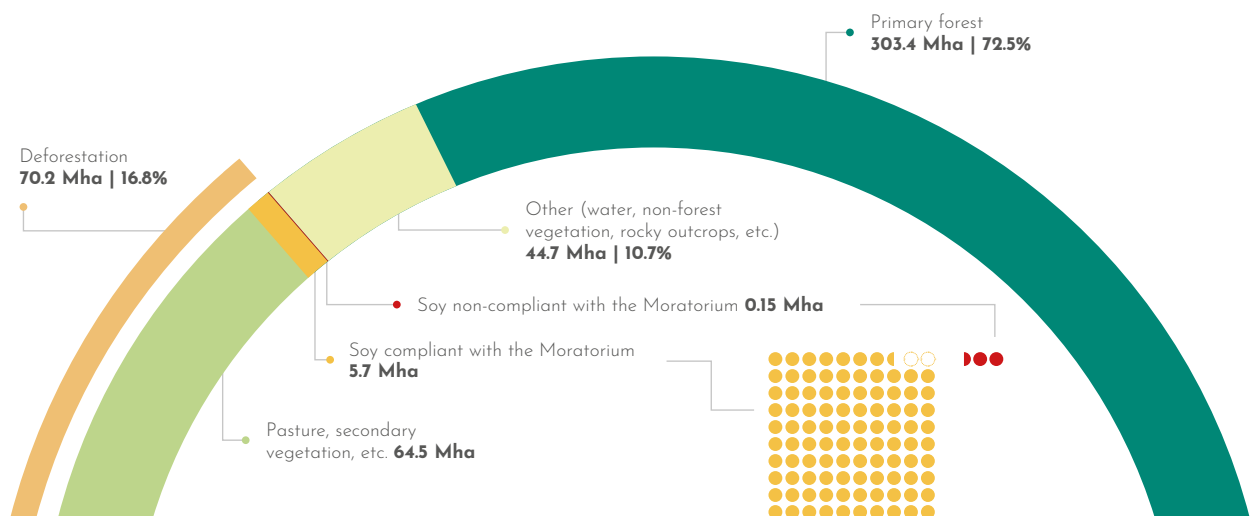 Primary forest
303.4 Mha | 72.5%
Deforestation
70.2 Mha | 16.8%
Other (water, non-forest
vegetation, rocky outcrops, etc.)
44.7 Mha | 10.7%
Soy non-compliant with the Moratorium 0.15 Mha
Soy compliant with the Moratorium
5.7 Mha
Pasture, secondary
vegetation, etc. 64.5 Mha